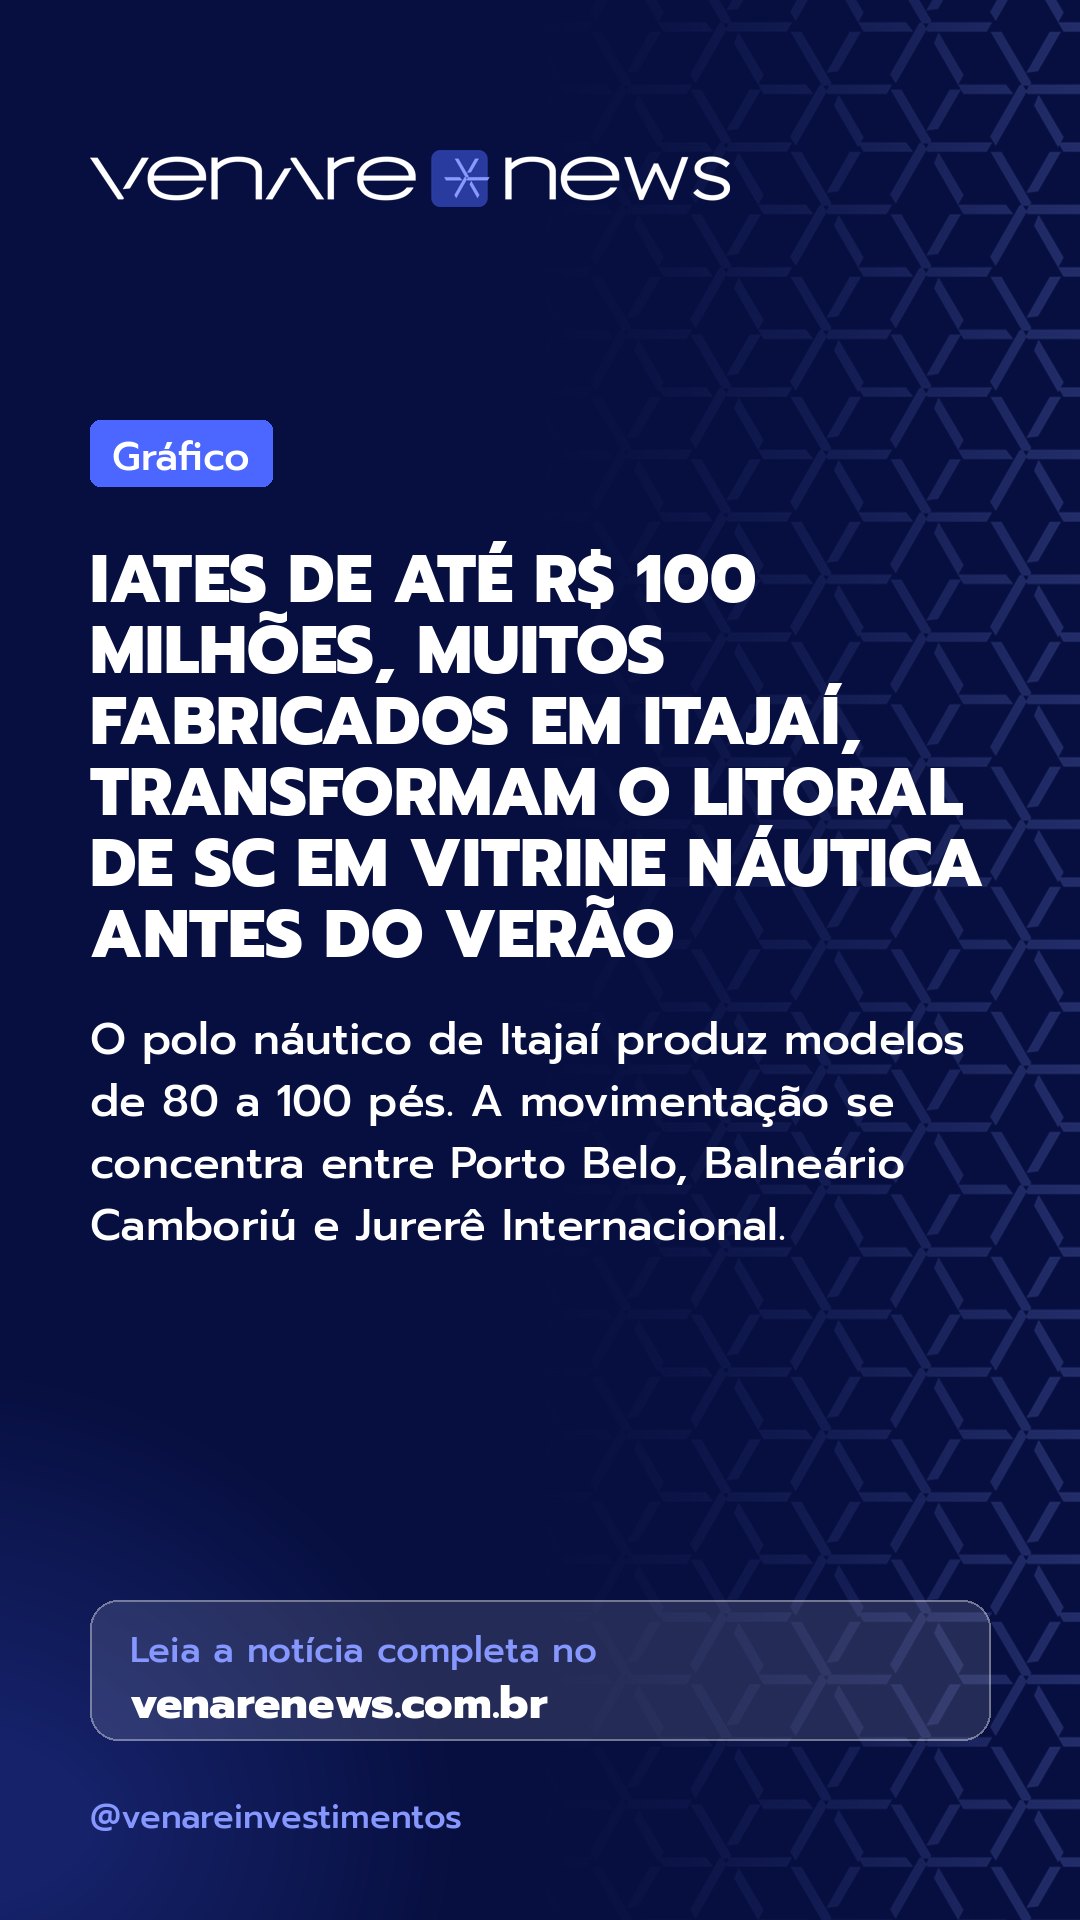 venare news
Gráfico
IATES DE ATÉ R$ 100
MILHÕES, MUITOS
FABRICADOS EM ITAJAÍ,
TRANSFORMAM O LITORAL
DE SC EM VITRINE NÁUTICA
ANTES DO VERÃO
O polo náutico de Itajaí produz modelos
de 80 a 100 pés. A movimentação se
concentra entre Porto Belo, Balneário
Camboriú e Jurerê Internacional.
Leia a notícia completa no
venarenews.com.br
@venareinvestimentos